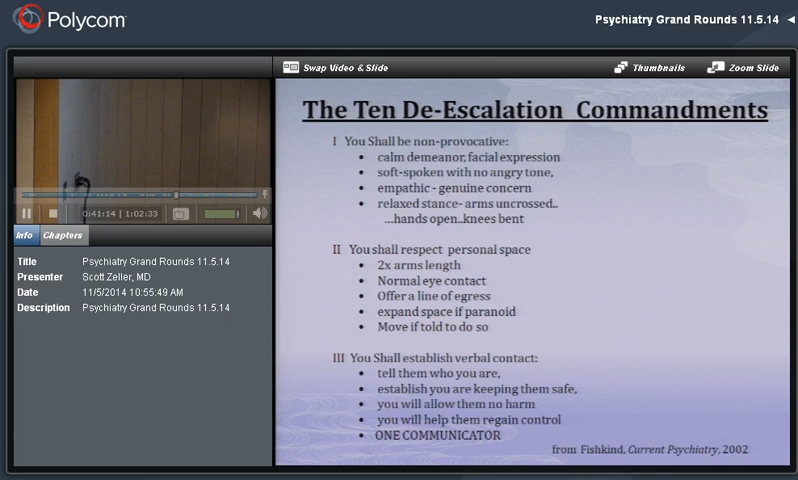 Polycom
Psychiatry Grand Rounds 11.5.14
Swap Video & Slide
Thumbnails
Zoom Slide
The Ten De-Escalation Commandments
I You Shall be non-provocative:
• calm demeanor, facial expression
• soft-spoken with no angry tone,
• empathic - genuine concern
• relaxed stance- arms uncrossed..
...hands open..knees bent
II You shall respect personal space
• 2x arms length
• Normal eye contact
• Offer a line of egress
• expand space if paranoid
• Move if told to do so
III You Shall establish verbal contact:
• tell them who you are,
• establish you are keeping them safe,
• you will allow them no harm
• you will help them regain control
• ONE COMMUNICATOR
from Fishkind, Current Psychiatry, 2002
0:41:14 | 1:02:33
Info
Chapters
Title Psychiatry Grand Rounds 11.5.14
Presenter Scott Zeller, MD
Date 11/5/2014 10:55:49 AM
Description Psychiatry Grand Rounds 11.5.14